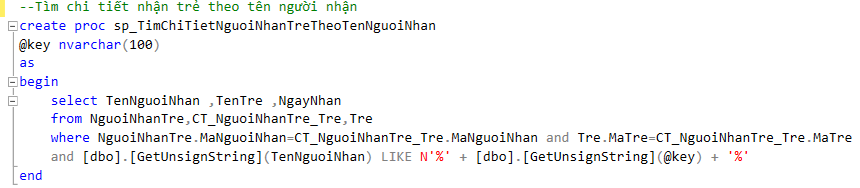 --Tìm chi tiết nhận trẻ theo tên người nhận
create proc sp_TimChiTietNguoiNhanTreTheoTenNguoiNhan
@key nvarchar(100)
as
begin
select TenNguoiNhan ,TenTre ,NgayNhan
from NguoiNhanTre,CT_NguoiNhanTre_Tre,Tre
where NguoiNhanTre.MaNguoiNhan=CT_NguoiNhanTre_Tre.MaNguoiNhan and Tre.MaTre=CT_NguoiNhanTre_Tre.MaTre
and [dbo].[GetUnsignString](TenNguoiNhan) LIKE N'%' + [dbo].[GetUnsignString](@key) + '%'
end